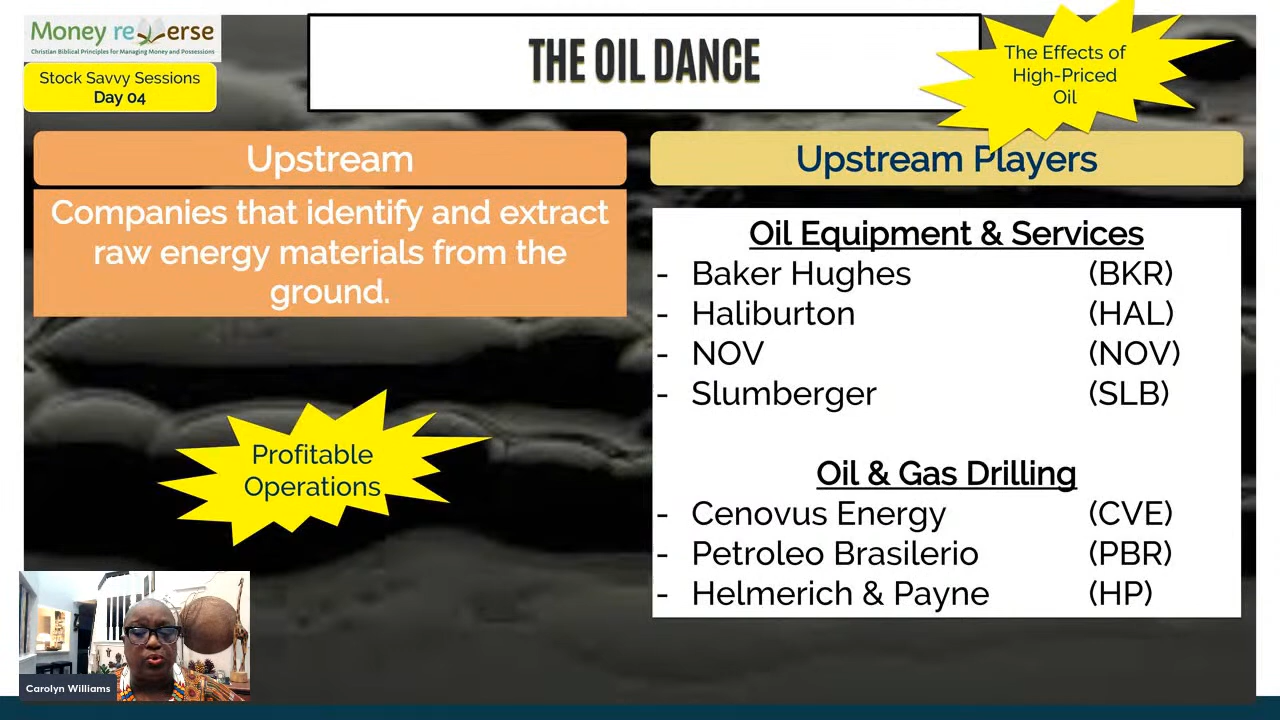 Money re erse
Christian Biblical Principles for Managing Money and Possessions
Stock Savvy Sessions
Day 04
THE OIL DANCE
The Effects of
High-Priced
Oil
Upstream
Companies that identify and extract
raw energy materials from the
ground.
Profitable
Operations
Upstream Players
Oil Equipment & Services
- Baker Hughes (BKR)
- Haliburton (HAL)
- NOV (NOV)
- Slumberger (SLB)
Oil & Gas Drilling
- Cenovus Energy (CVE)
- Petroleo Brasilerio (PBR)
- Helmerich & Payne (HP)
Carolyn Williams